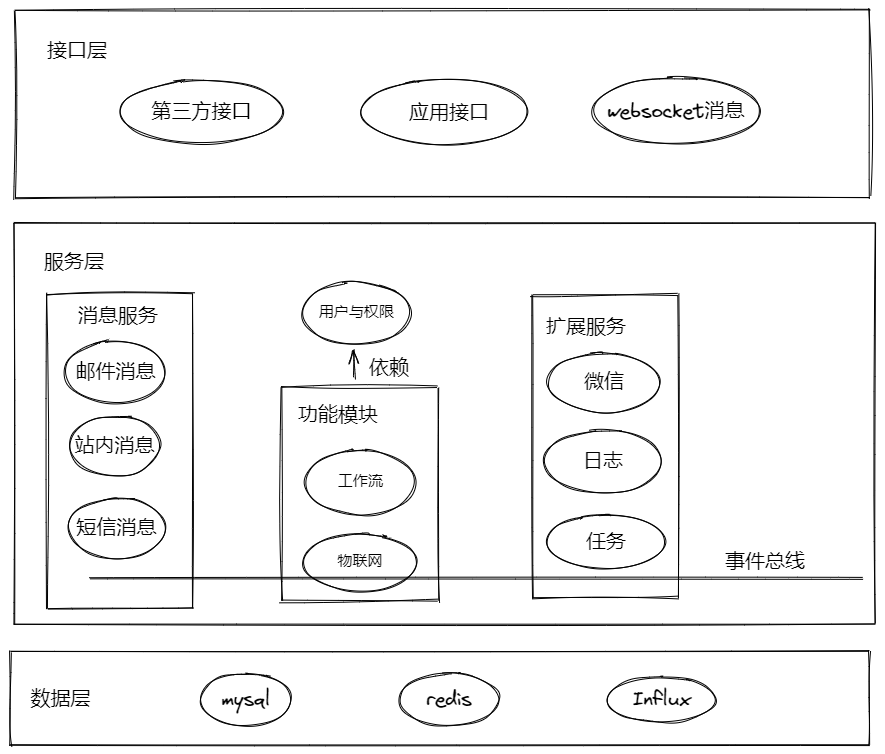 接口层
第三方接口
应用接口
websocket消息
服务层
消息服务
邮件消息
站内消息
短信消息
用户与权限
依赖
功能模块
工作流
物联网
扩展服务
微信
日志
任务
事件总线
数据层
mysql
redis
Influx